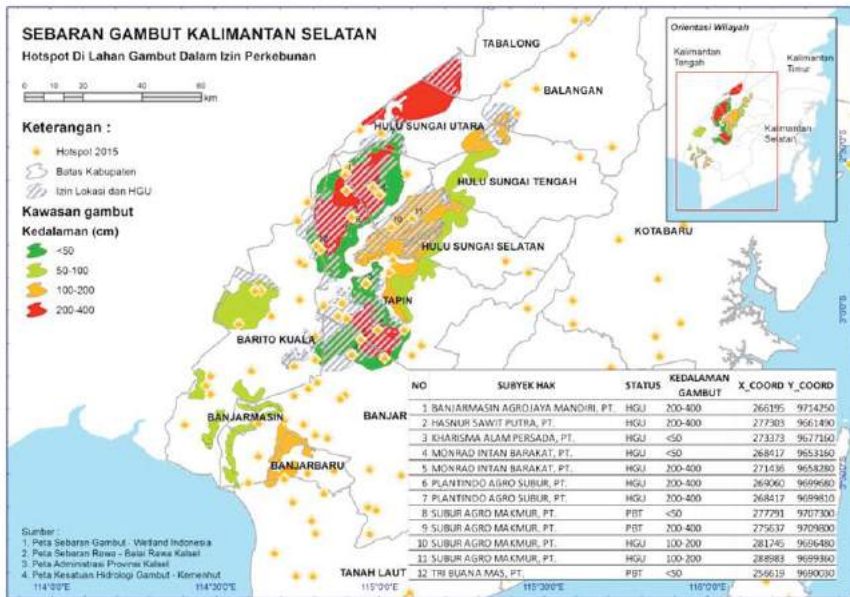 SEBARAN GAMBUT KALIMANTAN SELATAN
Hotspot Di Lahan Gambut Dalam Izin Perkebunan
0 10 20 40 60
km
Keterangan :
Hotspot 2015
Batas Kabupaten
Izin Lokasi dan HGU
Kawasan gambut
Kedalaman (cm)
<50
50-100
100-200
200-400
TABALONG
BALANGAN
HULU SUNGAI UTARA
HULU SUNGAI TENGAH
HULU SUNGAI SELATAN
KOTABARU
TAPIN
BARITO KUALA
BANJARMASIN
BANJAR
BANJARBARU
TANAH LAUT
10
11
Orientasi Wilayah
Kalimantan
Tengah
Kalimantan
Timur
Kalimantan
Selatan
NO SUBYEK HAK STATUS KEDALAMAN GAMBUT X_COORD Y_COORD
1 BANJARMASIN AGROJAYA MANDIRI, PT. HGU 200-400 266195 9714250
2 HASNUR SAWIT PUTRA, PT. HGU 200-400 277303 9661490
3 KHARISMA ALAM PERSADA, PT. HGU <50 273373 9677160
4 MONRAD INTAN BARAKAT, PT. HGU <50 268417 9653160
5 MONRAD INTAN BARAKAT, PT. HGU 200-400 271436 9658280
6 PLANTINDO AGRO SUBUR, PT. HGU 200-400 269060 9699680
7 PLANTINDO AGRO SUBUR, PT. HGU 200-400 268417 9699810
8 SUBUR AGRO MAKMUR, PT. PBT <50 277791 9707300
9 SUBUR AGRO MAKMUR, PT. PBT 200-400 275637 9709800
10 SUBUR AGRO MAKMUR, PT. HGU 100-200 281745 9696480
11 SUBUR AGRO MAKMUR, PT. HGU 100-200 288983 9699360
12 TRI BUANA MAS, PT. PBT <50 256619 9690030
Sumber :
1. Peta Sebaran Gambut - Wetland Indonesia
2. Peta Sebaran Rawa - Balai Rawa Kalsel
3. Peta Administrasi Provinsi Kalsel
4. Peta Kesatuan Hidrologi Gambut - Kemenhut
114°0'0"E 114°30'0"E 115°0'0"E 115°30'0"E 116°0'0"E
2°30'0"S
3°0'0"S
3°30'0"S